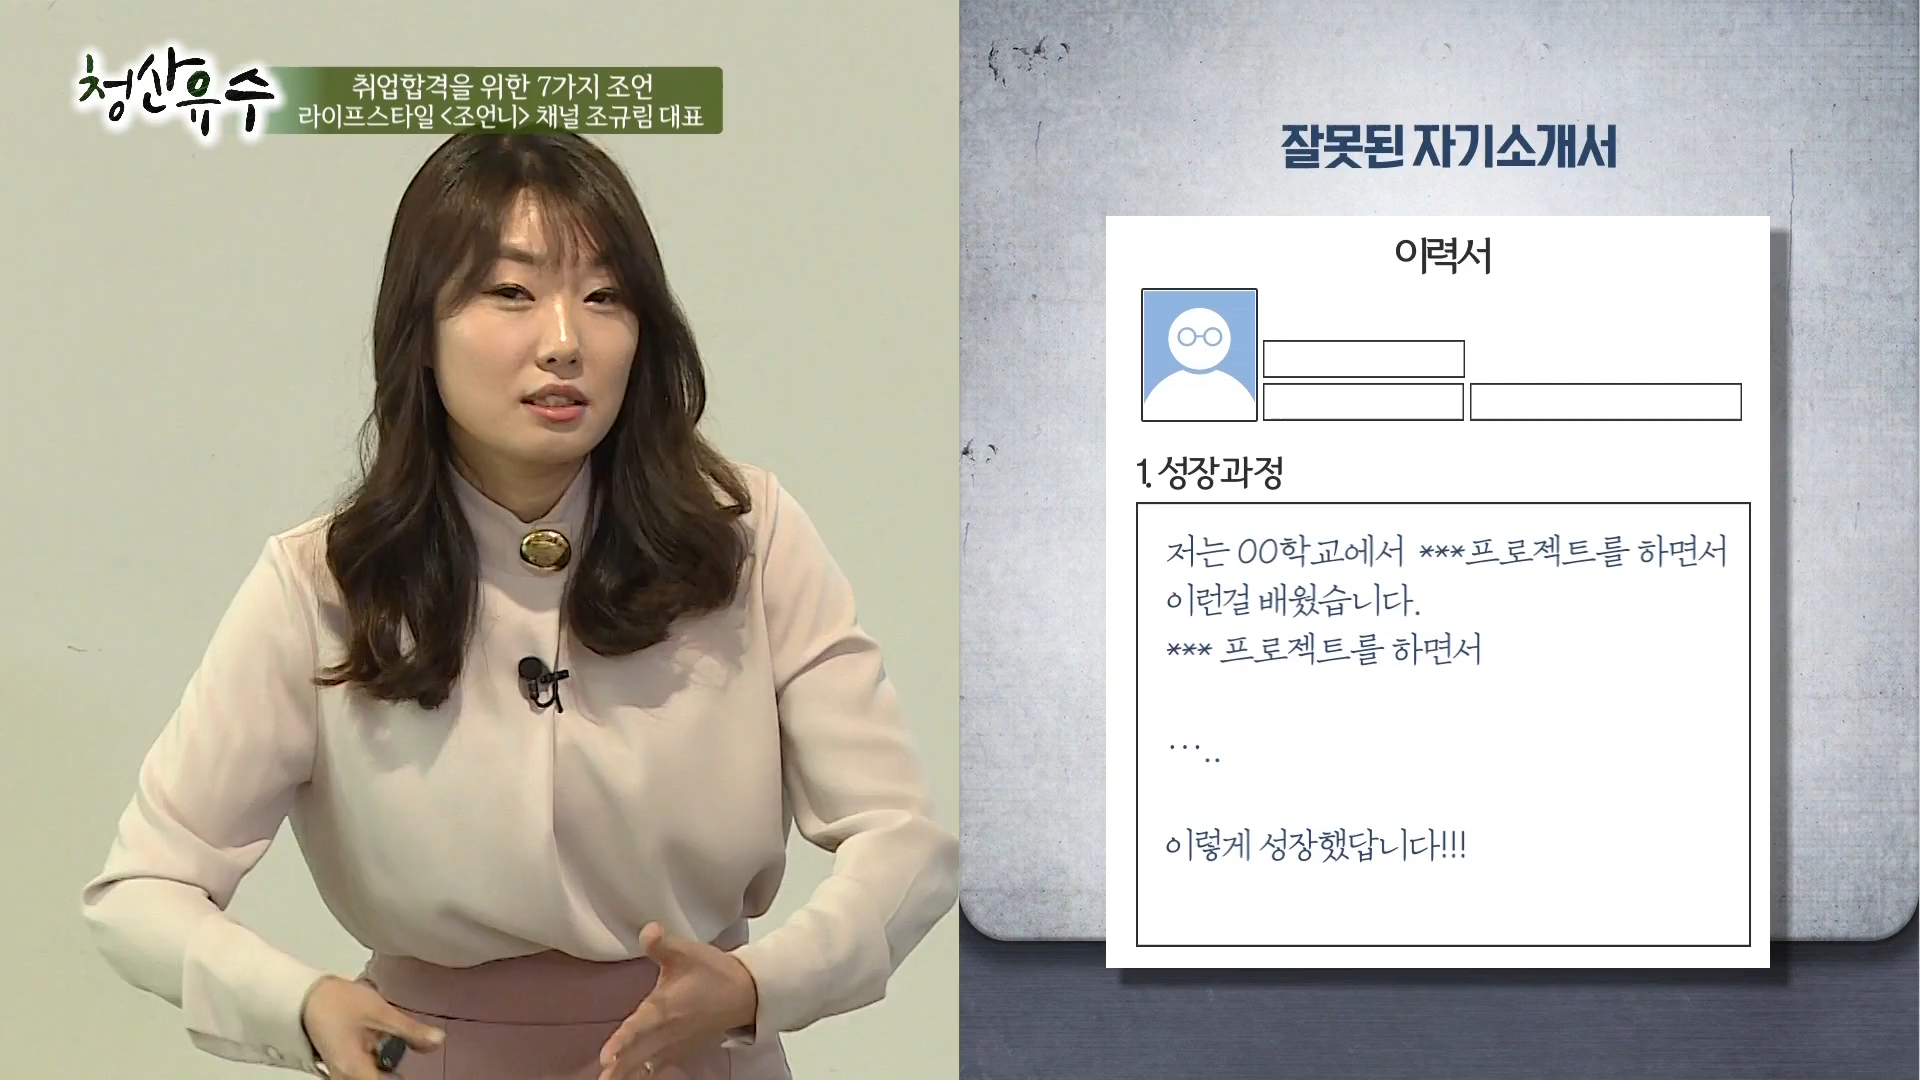 청산유수
취업합격을 위한 7가지 조언
라이프스타일 <조언니> 채널 조규림 대표
잘못된 자기소개서
이력서
1. 성장과정
저는 OO학교에서 ***프로젝트를 하면서
이런걸 배웠습니다.
*** 프로젝트를 하면서
…..
이렇게 성장했답니다!!!